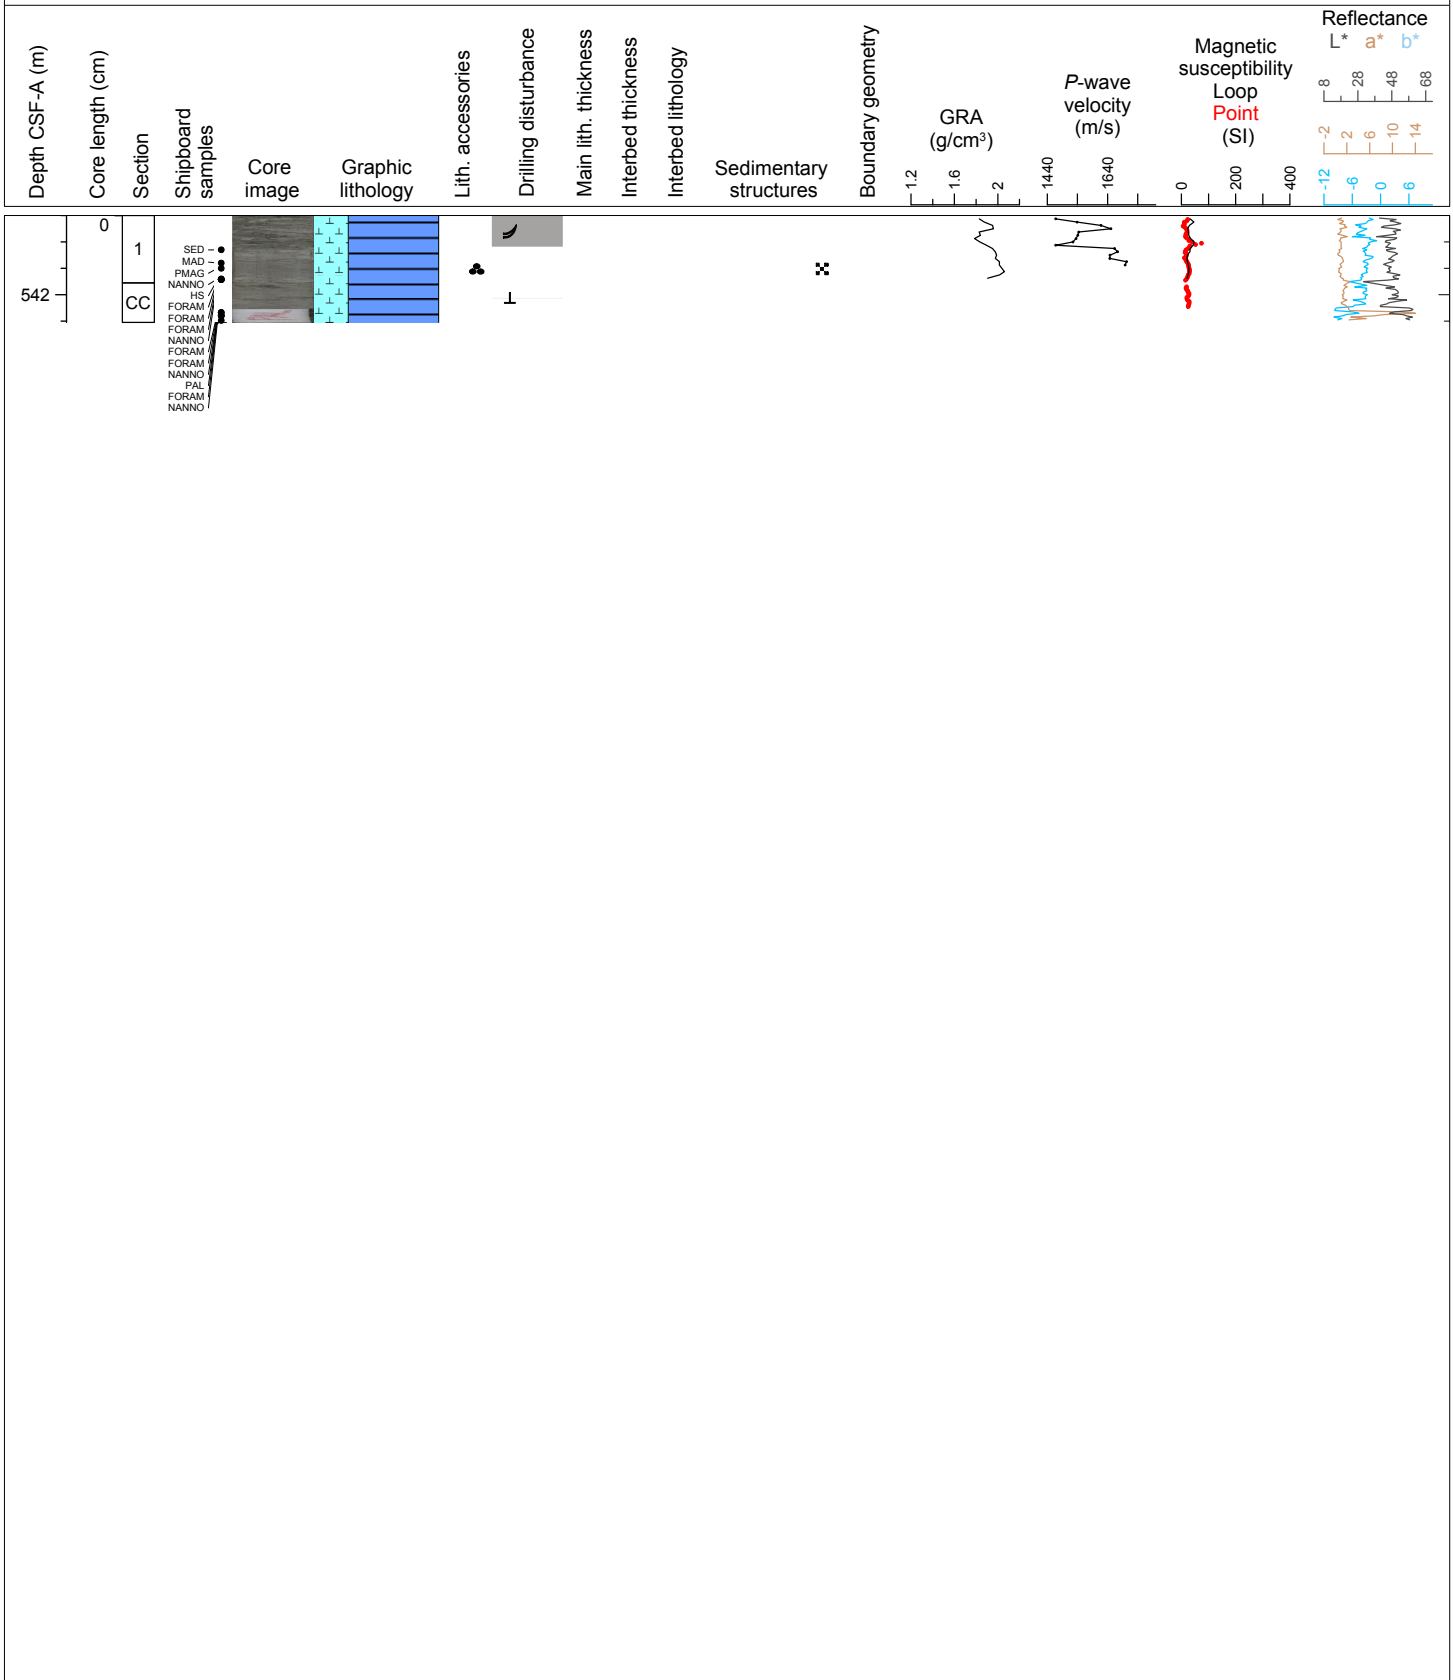 Depth CSF-A (m)
Core length (cm)
Section
Shipboard
samples
Core
image
Graphic
lithology
Lith. accessories
Drilling disturbance
Main lith. thickness
Interbed thickness
Interbed lithology
Sedimentary
structures
Boundary geometry
GRA
(g/cm³)
1.2
1.6
2
P-wave
velocity
(m/s)
1440
1640
Magnetic
susceptibility
Loop
Point
(SI)
0
200
400
Reflectance
L* a* b*
8
28
48
68
-2
2
6
10
14
-12
-6
0
6
0
542
1
CC
SED
MAD
PMAG
NANNO
HS
FORAM
FORAM
FORAM
NANNO
FORAM
FORAM
NANNO
PAL
FORAM
NANNO